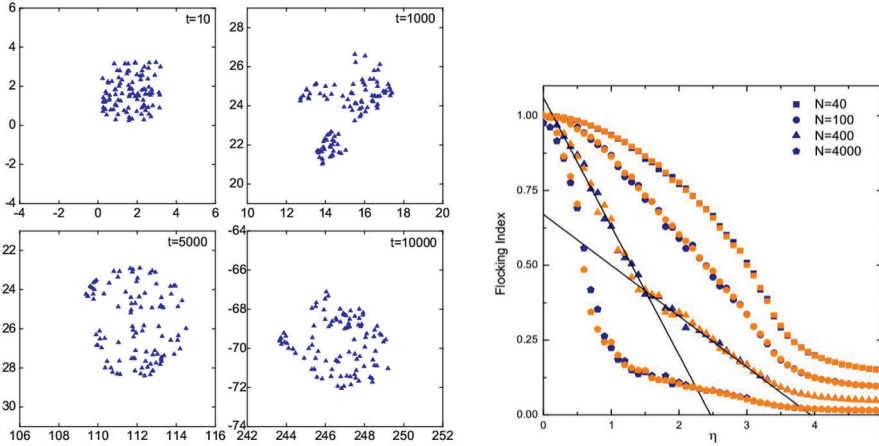 6
4
2
0
-2
-4
-4 -2 0 2 4 6
t=10
28
26
24
22
20
10 12 14 16 18 20
t=1000
22
24
26
28
30
106 108 110 112 114 116
t=5000
-64
-66
-68
-70
-72
-74
242 244 246 248 250 252
t=10000
Flocking Index
1.00
0.75
0.50
0.25
0.00
0 1 2 3 4
η
N=40
N=100
N=400
N=4000